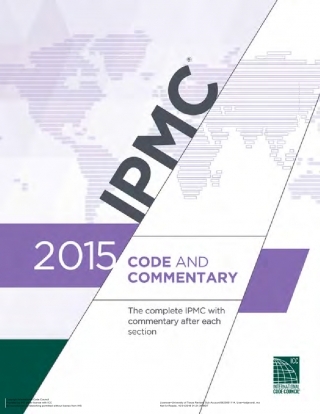 IPMC®
2015
CODE AND
COMMENTARY
The complete IPMC with
commentary after each
section
ICC
INTERNATIONAL
CODE COUNCIL®